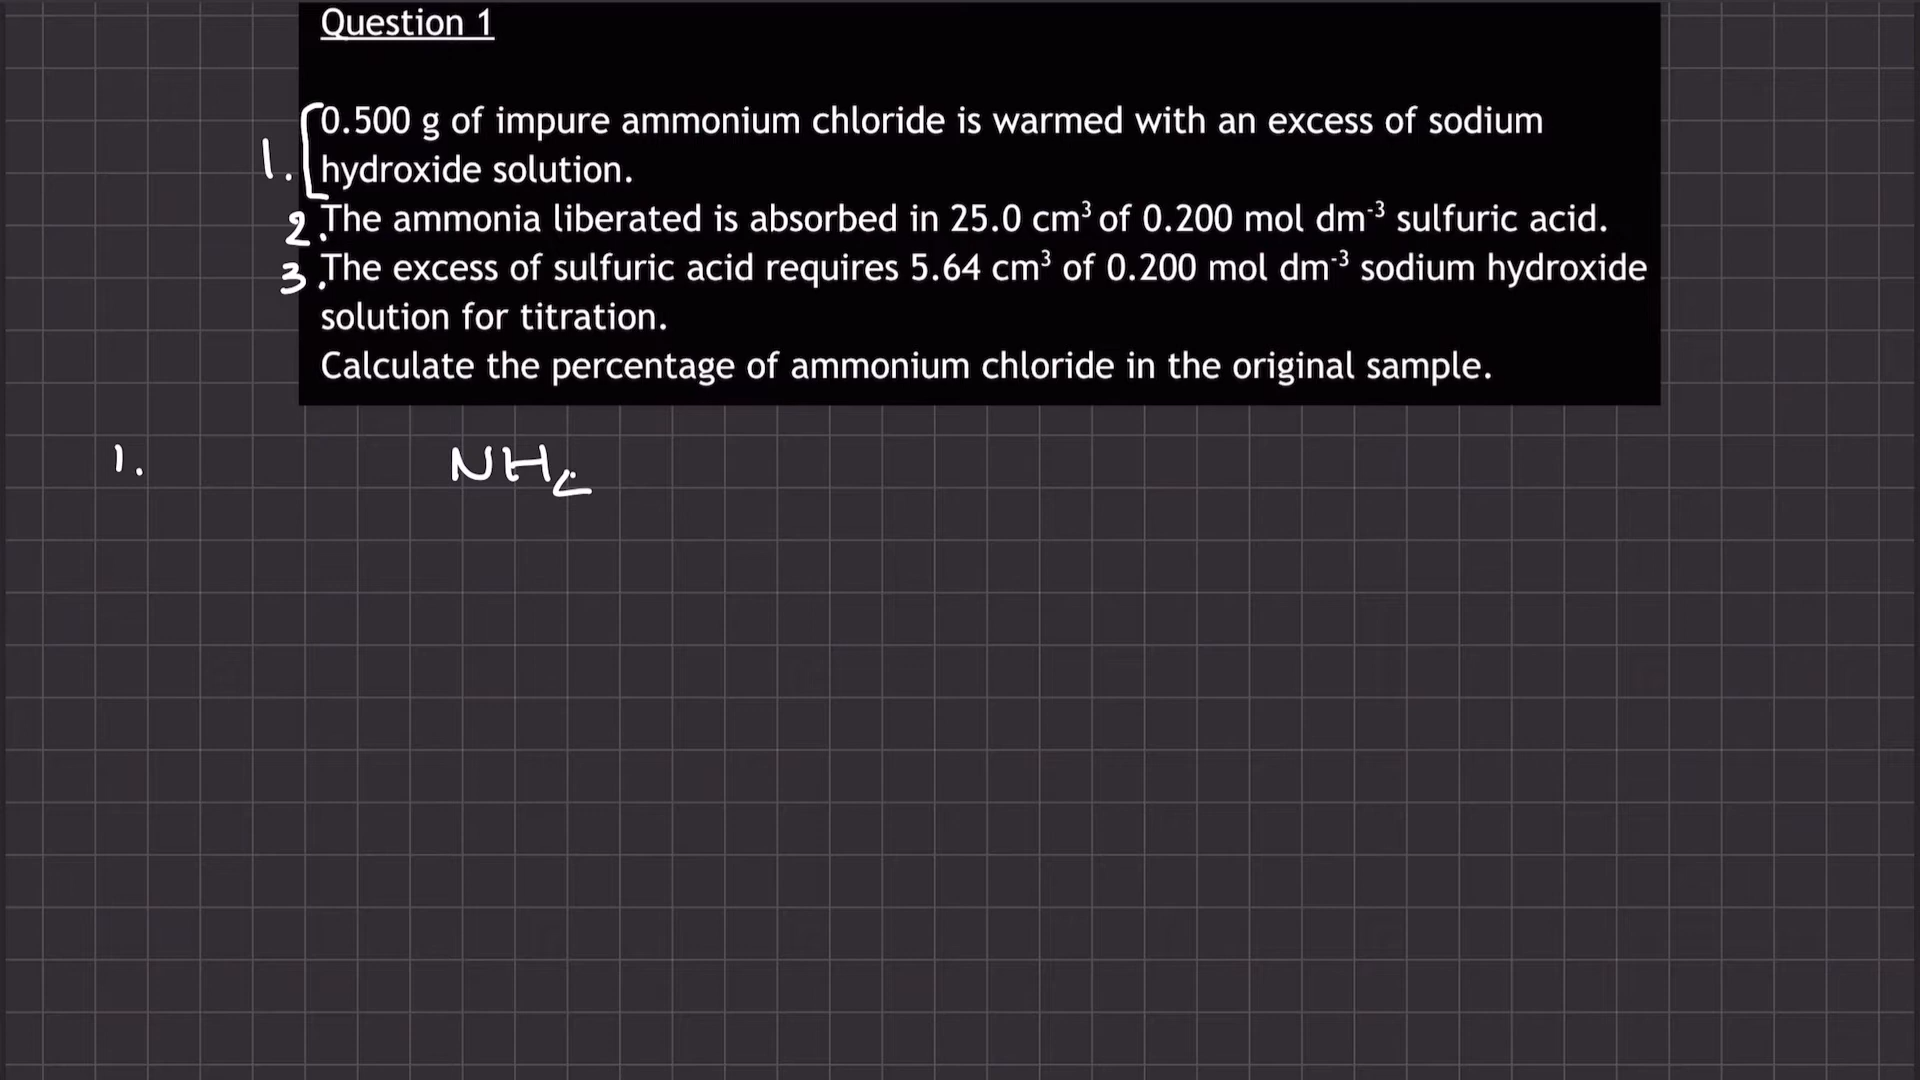 Question 1
1. 0.500 g of impure ammonium chloride is warmed with an excess of sodium
hydroxide solution.
2. The ammonia liberated is absorbed in 25.0 cm³ of 0.200 mol dm⁻³ sulfuric acid.
3. The excess of sulfuric acid requires 5.64 cm³ of 0.200 mol dm⁻³ sodium hydroxide
solution for titration.
Calculate the percentage of ammonium chloride in the original sample.
1. NH